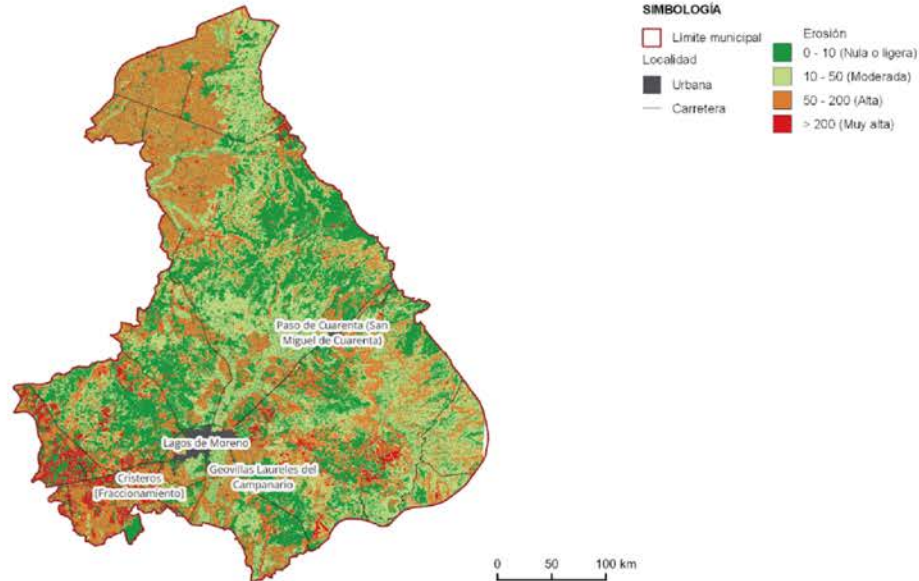 SIMBOLOGÍA
Límite municipal
Localidad
Urbana
Carretera
Erosión
0 - 10 (Nula o ligera)
10 - 50 (Moderada)
50 - 200 (Alta)
> 200 (Muy alta)
Paso de Cuarenta (San
Miguel de Cuarenta)
Lagos de Moreno
Geovillas Laureles del
Campanario
Cristeros
[Fraccionamiento]
0 50 100 km